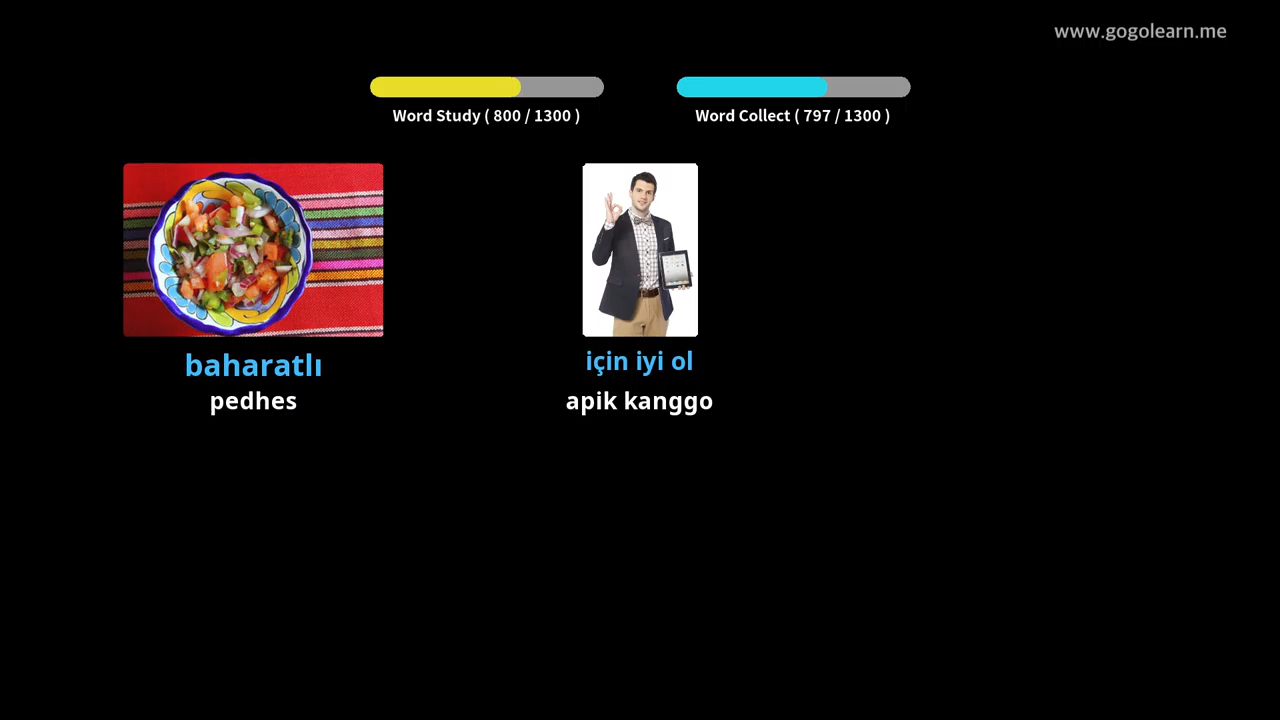 www.gogolearn.me
Word Study ( 800 / 1300 )
Word Collect ( 797 / 1300 )
baharatlı
için iyi ol
pedhes
apik kanggo